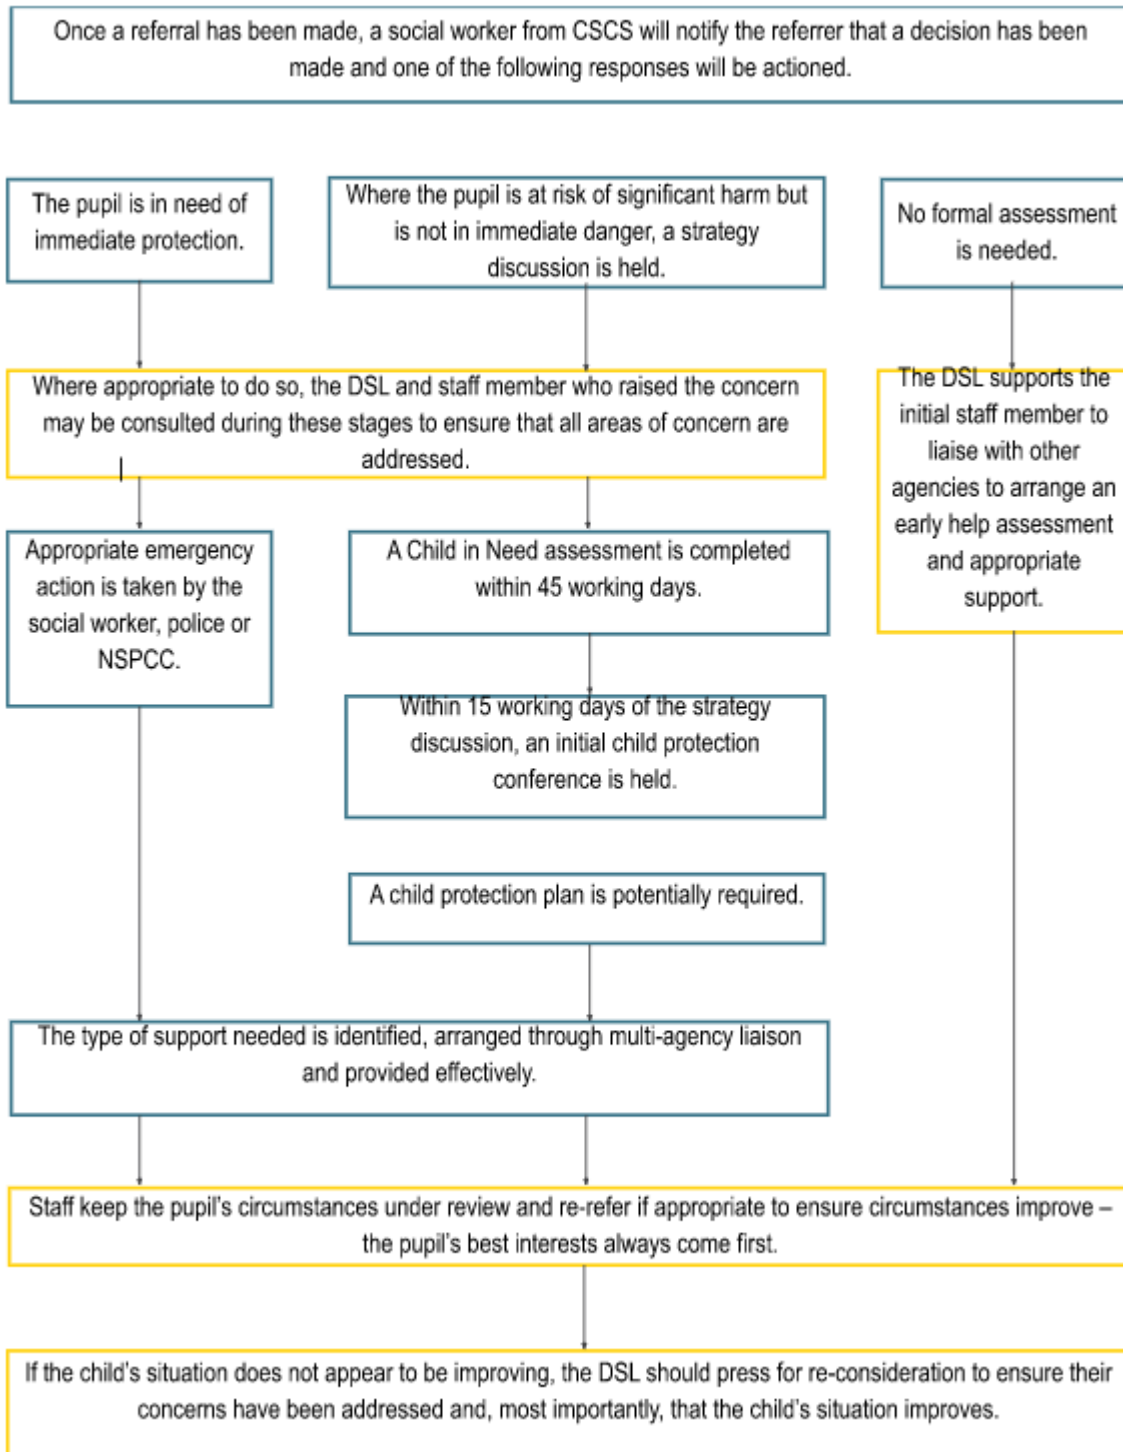 Once a referral has been made, a social worker from CSCS will notify the referrer that a decision has been
made and one of the following responses will be actioned.
The pupil is in need of
immediate protection.
Where the pupil is at risk of significant harm but
is not in immediate danger, a strategy
discussion is held.
No formal assessment
is needed.
Where appropriate to do so, the DSL and staff member who raised the concern
may be consulted during these stages to ensure that all areas of concern are
addressed.
The DSL supports the
initial staff member to
liaise with other
agencies to arrange an
early help assessment
and appropriate
support.
Appropriate emergency
action is taken by the
social worker, police or
NSPCC.
A Child in Need assessment is completed
within 45 working days.
Within 15 working days of the strategy
discussion, an initial child protection
conference is held.
A child protection plan is potentially required.
The type of support needed is identified, arranged through multi-agency liaison
and provided effectively.
Staff keep the pupil's circumstances under review and re-refer if appropriate to ensure circumstances improve –
the pupil's best interests always come first.
If the child's situation does not appear to be improving, the DSL should press for re-consideration to ensure their
concerns have been addressed and, most importantly, that the child's situation improves.